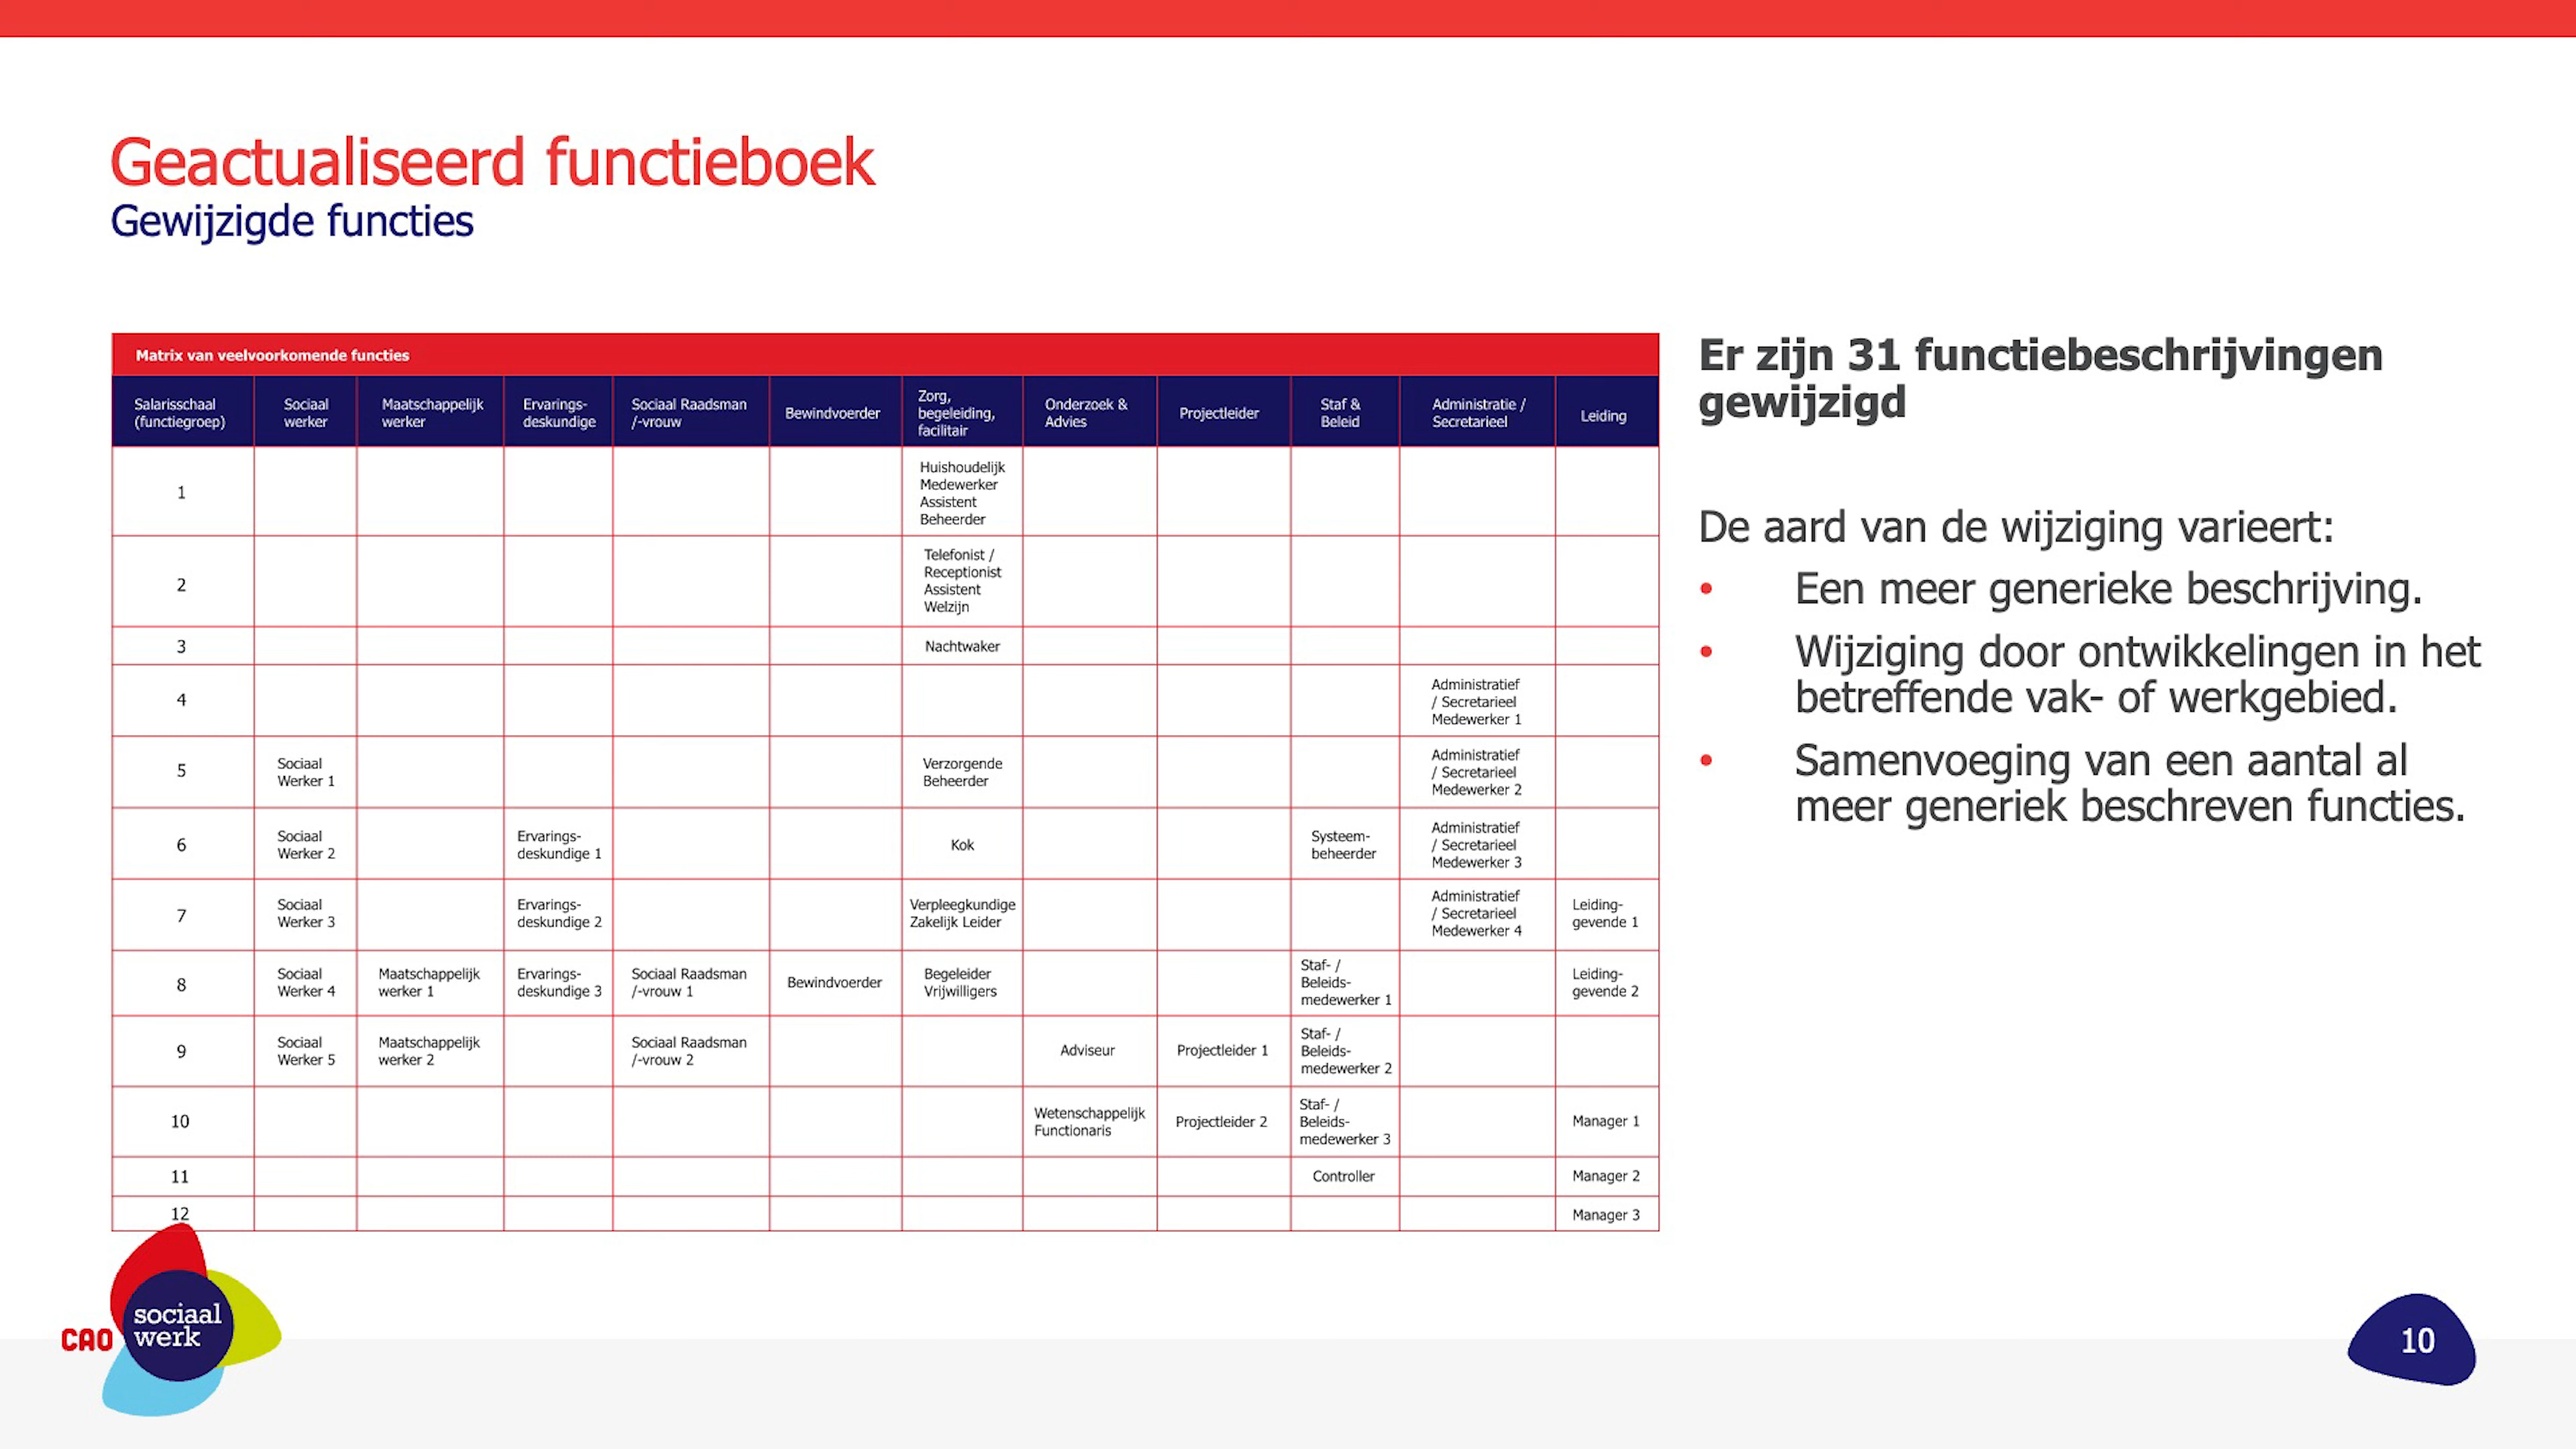 Geactualiseerd functieboek
Gewijzigde functies
Matrix van veelvoorkomende functies
Salarisschaal (functiegroep) Sociaal werker Maatschappelijk werker Ervarings-deskundige Sociaal Raadsman /-vrouw Bewindvoerder Zorg, begeleiding, facilitair Onderzoek & Advies Projectleider Staf & Beleid Administratie / Secretarieel Leiding
1 Huishoudelijk Medewerker Assistent Beheerder
2 Telefonist / Receptionist Assistent Welzijn
3 Nachtwaker
4 Administratief / Secretarieel Medewerker 1
5 Sociaal Werker 1 Verzorgende Beheerder Administratief / Secretarieel Medewerker 2
6 Sociaal Werker 2 Ervarings-deskundige 1 Kok Systeem-beheerder Administratief / Secretarieel Medewerker 3
7 Sociaal Werker 3 Ervarings-deskundige 2 Verpleegkundige Zakelijk Leider Administratief / Secretarieel Medewerker 4 Leiding-gevende 1
8 Sociaal Werker 4 Maatschappelijk werker 1 Ervarings-deskundige 3 Sociaal Raadsman /-vrouw 1 Bewindvoerder Begeleider Vrijwilligers Staf- / Beleids-medewerker 1 Leiding-gevende 2
9 Sociaal Werker 5 Maatschappelijk werker 2 Sociaal Raadsman /-vrouw 2 Adviseur Projectleider 1 Staf- / Beleids-medewerker 2
10 Wetenschappelijk Functionaris Projectleider 2 Staf- / Beleids-medewerker 3 Manager 1
11 Controller Manager 2
12 Manager 3
Er zijn 31 functiebeschrijvingen
gewijzigd
De aard van de wijziging varieert:
• Een meer generieke beschrijving.
• Wijziging door ontwikkelingen in het
betreffende vak- of werkgebied.
• Samenvoeging van een aantal al
meer generiek beschreven functies.
CAO sociaal
werk
10